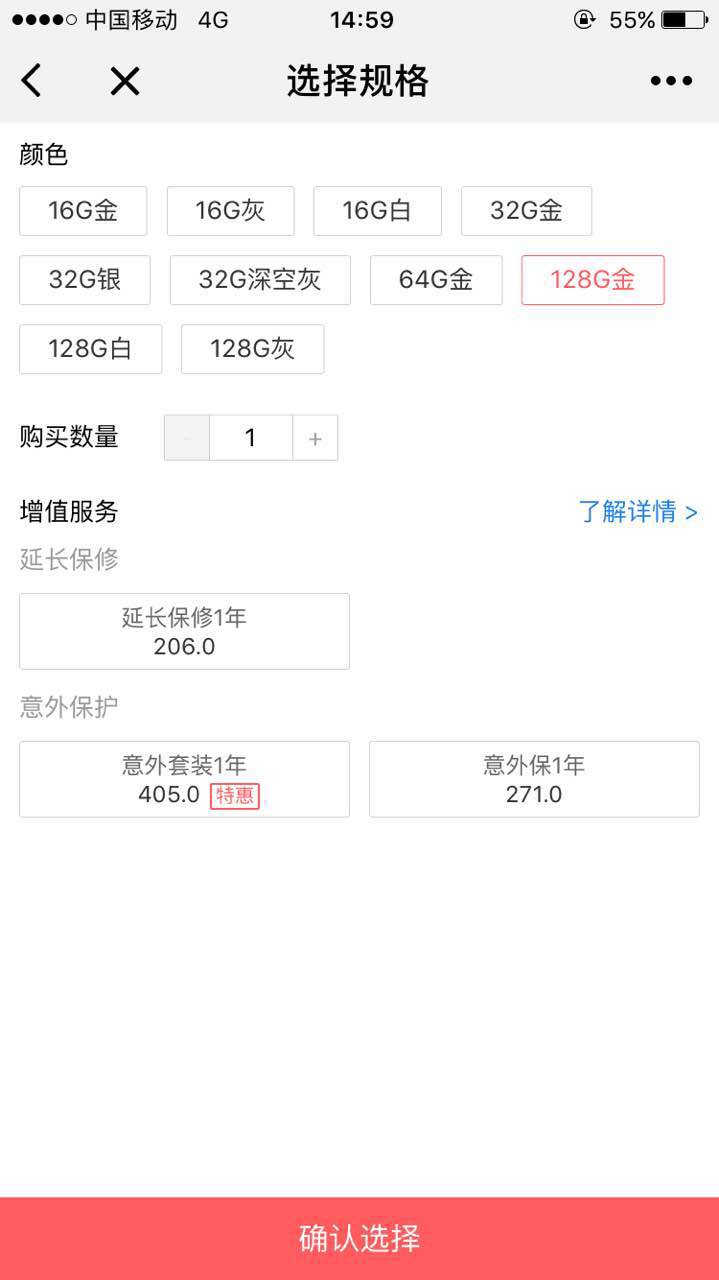 中国移动 4G 14:59 55%
选择规格
颜色
16G金 16G灰 16G白 32G金
32G银 32G深空灰 64G金 128G金
128G白 128G灰
购买数量 - 1 +
增值服务 了解详情 >
延长保修
延长保修1年
206.0
意外保护
意外套装1年 意外保1年
405.0 特惠 271.0
确认选择